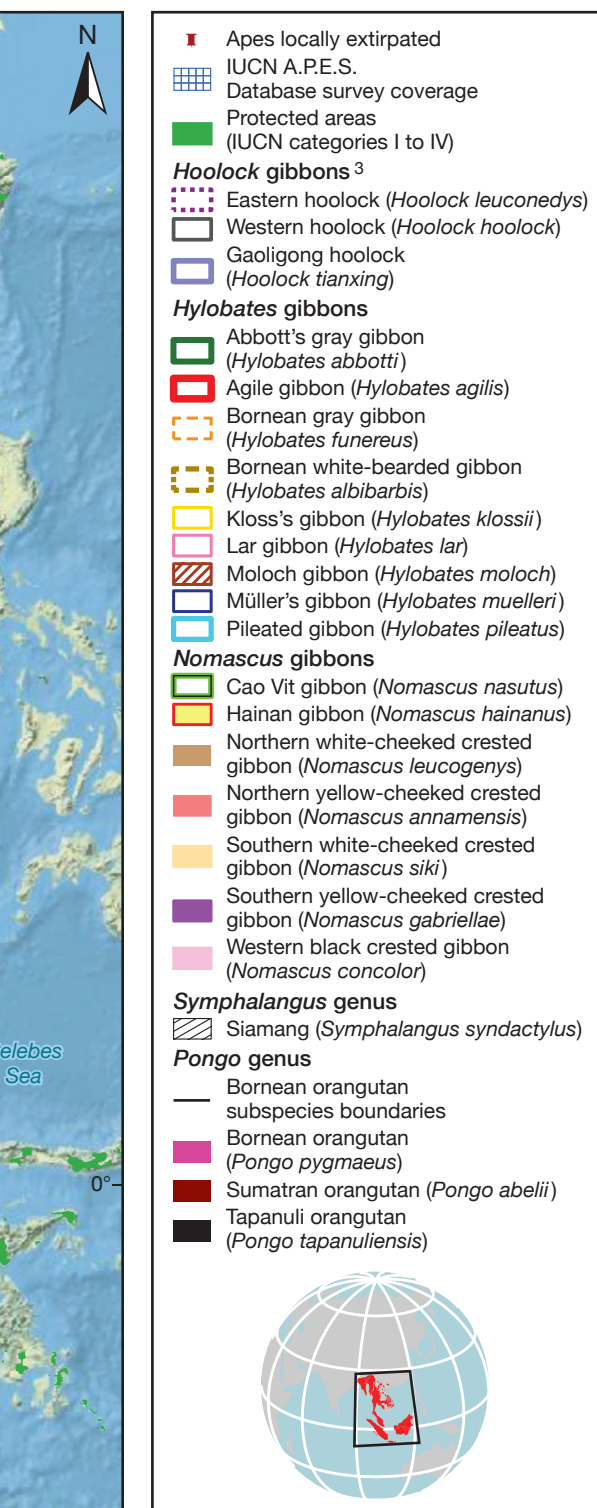 N
Apes locally extirpated
IUCN A.P.E.S.
Database survey coverage
Protected areas
(IUCN categories I to IV)
Hoolock gibbons 3
Eastern hoolock (Hoolock leuconedys)
Western hoolock (Hoolock hoolock)
Gaoligong hoolock
(Hoolock tianxing)
Hylobates gibbons
Abbott's gray gibbon
(Hylobates abbotti)
Agile gibbon (Hylobates agilis)
Bornean gray gibbon
(Hylobates funereus)
Bornean white-bearded gibbon
(Hylobates albibarbis)
Kloss's gibbon (Hylobates klossii)
Lar gibbon (Hylobates lar)
Moloch gibbon (Hylobates moloch)
Müller's gibbon (Hylobates muelleri)
Pileated gibbon (Hylobates pileatus)
Nomascus gibbons
Cao Vit gibbon (Nomascus nasutus)
Hainan gibbon (Nomascus hainanus)
Northern white-cheeked crested
gibbon (Nomascus leucogenys)
Northern yellow-cheeked crested
gibbon (Nomascus annamensis)
Southern white-cheeked crested
gibbon (Nomascus siki)
Southern yellow-cheeked crested
gibbon (Nomascus gabriellae)
Western black crested gibbon
(Nomascus concolor)
Symphalangus genus
Siamang (Symphalangus syndactylus)
Pongo genus
Bornean orangutan
subspecies boundaries
Bornean orangutan
(Pongo pygmaeus)
Sumatran orangutan (Pongo abelii)
Tapanuli orangutan
(Pongo tapanuliensis)
elebes
Sea
0°